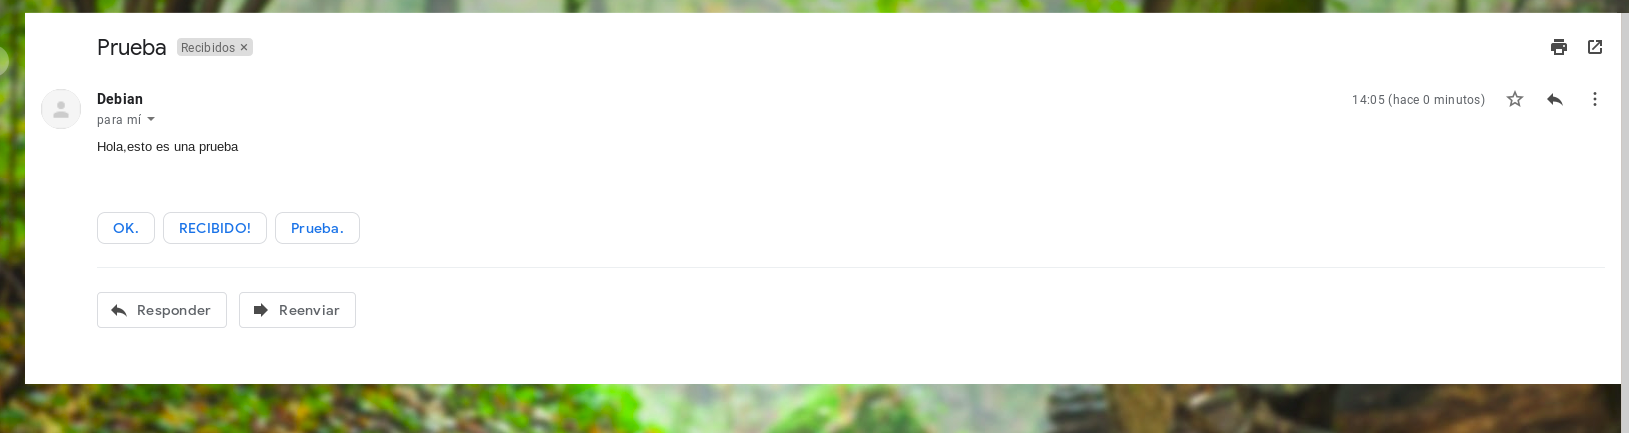 Prueba Recibidos ×
Debian 14:05 (hace 0 minutos)
para mí
Hola,esto es una prueba
OK. RECIBIDO! Prueba.
Responder Reenviar